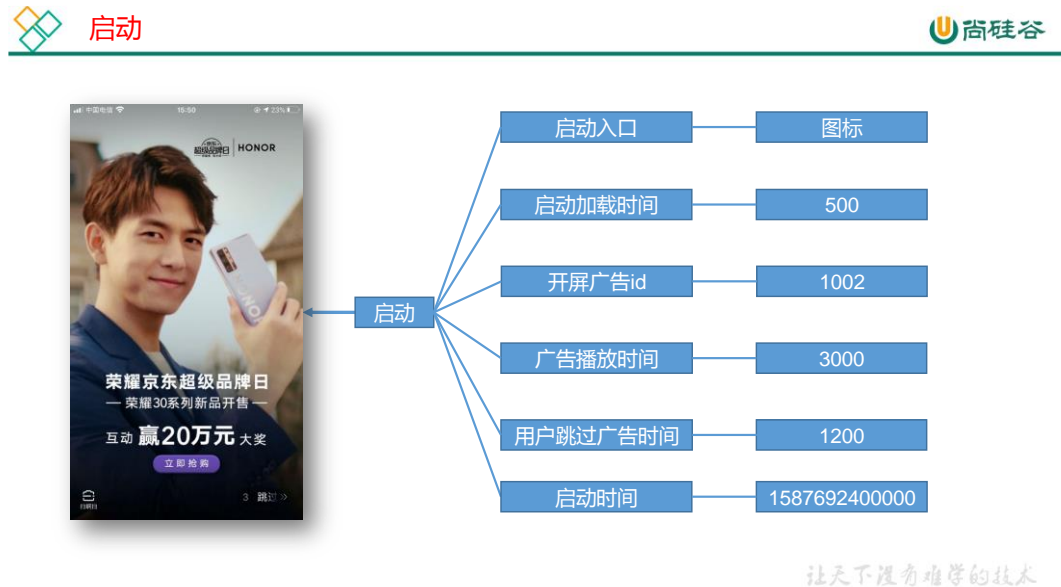 启动
尚硅谷
中国电信
15:50
23%
超级品牌日
HONOR
荣耀京东超级品牌日
— 荣耀30系列新品开售 —
互动 赢20万元 大奖
立即抢购
3 跳过 »
启动
启动入口
图标
启动加载时间
500
开屏广告id
1002
广告播放时间
3000
用户跳过广告时间
1200
启动时间
1587692400000
让天下没有难学的技术